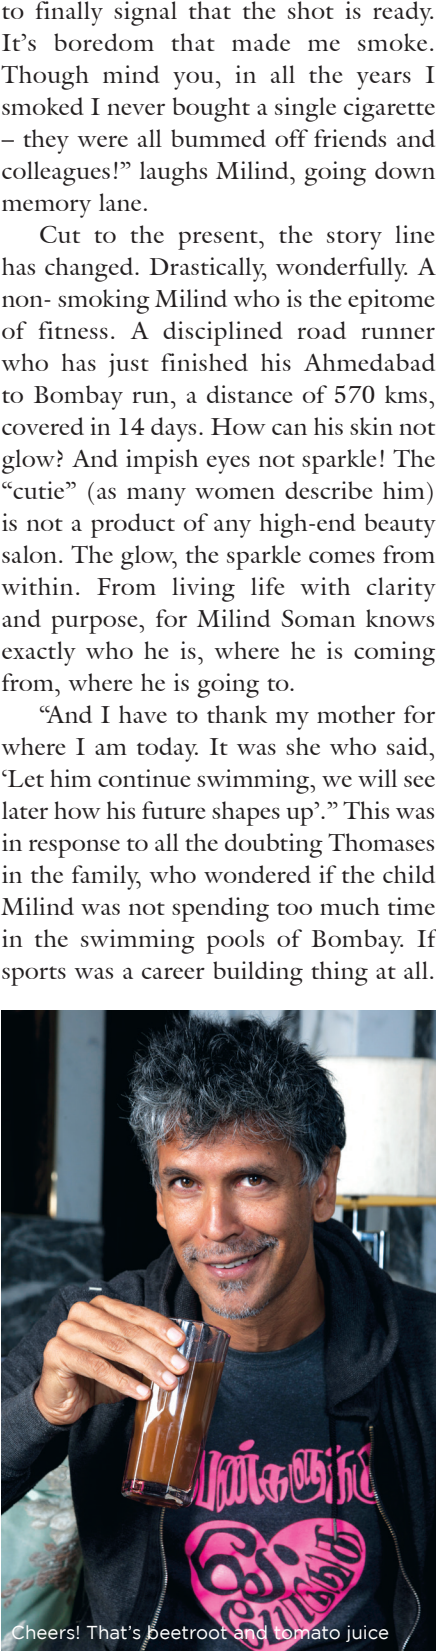 to finally signal that the shot is ready.
It’s boredom that made me smoke.
Though mind you, in all the years I
smoked I never bought a single cigarette
– they were all bummed off friends and
colleagues!” laughs Milind, going down
memory lane.
Cut to the present, the story line
has changed. Drastically, wonderfully. A
non- smoking Milind who is the epitome
of fitness. A disciplined road runner
who has just finished his Ahmedabad
to Bombay run, a distance of 570 kms,
covered in 14 days. How can his skin not
glow? And impish eyes not sparkle! The
“cutie” (as many women describe him)
is not a product of any high-end beauty
salon. The glow, the sparkle comes from
within. From living life with clarity
and purpose, for Milind Soman knows
exactly who he is, where he is coming
from, where he is going to.
“And I have to thank my mother for
where I am today. It was she who said,
‘Let him continue swimming, we will see
later how his future shapes up’.” This was
in response to all the doubting Thomases
in the family, who wondered if the child
Milind was not spending too much time
in the swimming pools of Bombay. If
sports was a career building thing at all.
Cheers! That’s beetroot and tomato juice